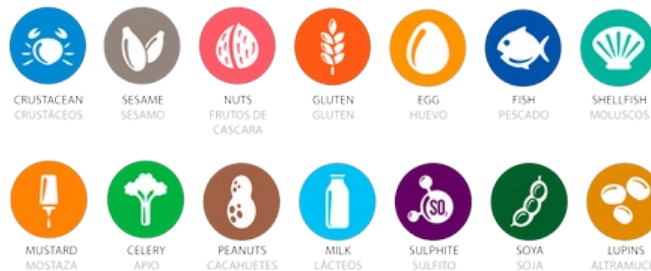 CRUSTACEAN SESAME NUTS GLUTEN EGG FISH SHELLFISH
CRUSTÁCEOS SÉSAMO FRUTOS DE GLUTEN HUEVO PESCADO MOLUSCOS
CÁSCARA
SO₂
MUSTARD CELERY PEANUTS MILK SULPHITE SOYA LUPINS
MOSTAZA APIO CACAHUETES LÁCTEOS SULFITO SOJA